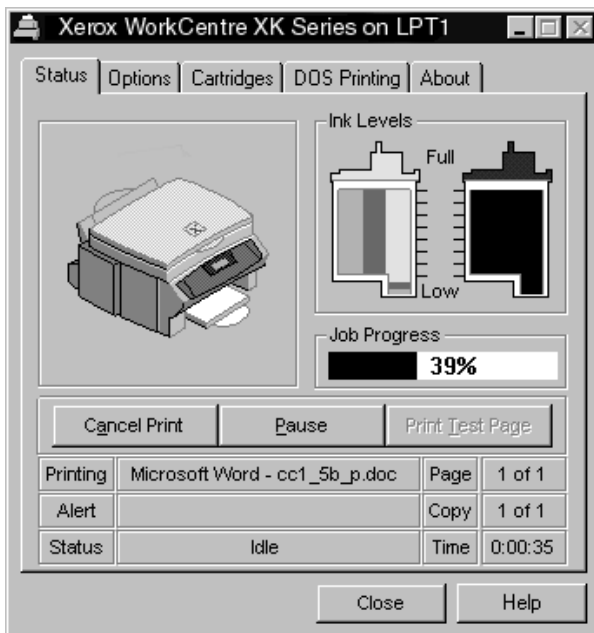 Xerox WorkCentre XK Series on LPT1
Status Options Cartridges DOS Printing About
Ink Levels
Full
Low
Job Progress
39%
Cancel Print Pause Print Test Page
Printing Microsoft Word - cc1_5b_p.doc Page 1 of 1
Alert Copy 1 of 1
Status Idle Time 0:00:35
Close Help